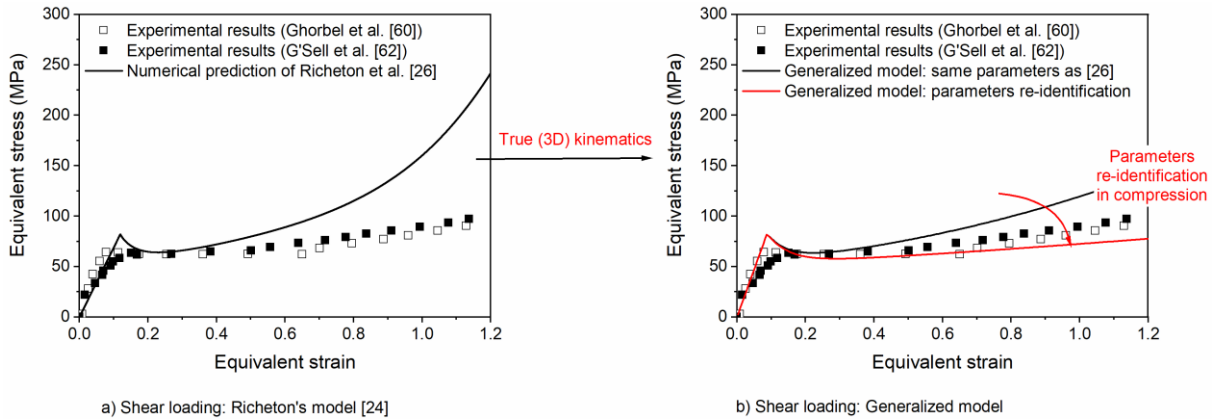 300
250
200
150
100
50
0
Equivalent stress (MPa)
Experimental results (Ghorbel et al. [60])
Experimental results (G'Sell et al. [62])
Numerical prediction of Richeton et al. [26]
0.0 0.2 0.4 0.6 0.8 1.0 1.2
Equivalent strain
a) Shear loading: Richeton's model [24]
True (3D) kinematics
300
250
200
150
100
50
0
Equivalent stress (MPa)
Experimental results (Ghorbel et al. [60])
Experimental results (G'Sell et al. [62])
Generalized model: same parameters as [26]
Generalized model: parameters re-identification
Parameters
re-identification
in compression
0.0 0.2 0.4 0.6 0.8 1.0 1.2
Equivalent strain
b) Shear loading: Generalized model